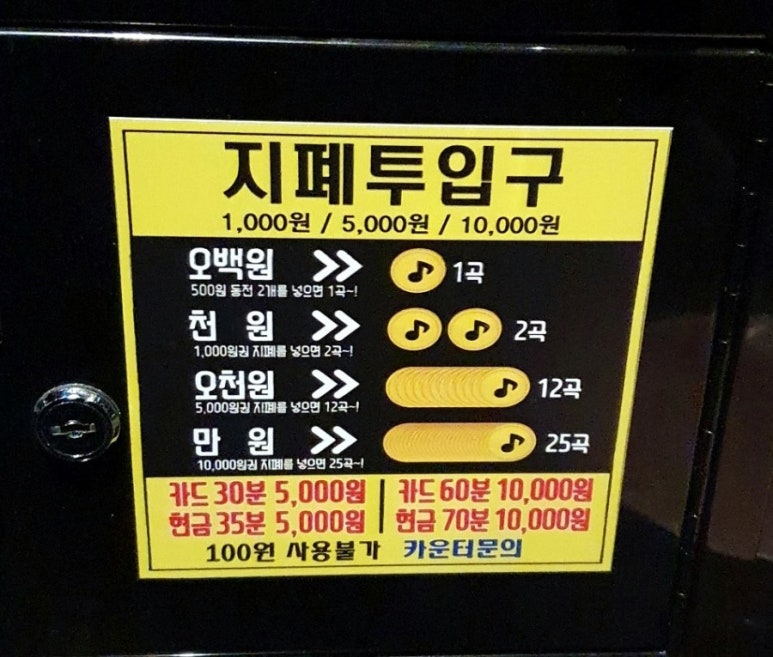 지폐투입구
1,000원 / 5,000원 / 10,000원
오백원 >> 1곡
500원 동전 2개를 넣으면 1곡~!
천 원 >> 2곡
1,000원권 지폐를 넣으면 2곡~!
오천원 >> 12곡
5,000원권 지폐를 넣으면 12곡~!
만 원 >> 25곡
10,000원권 지폐를 넣으면 25곡~!
카드 30분 5,000원 | 카드 60분 10,000원
현금 35분 5,000원 | 현금 70분 10,000원
100원 사용불가 카운터문의